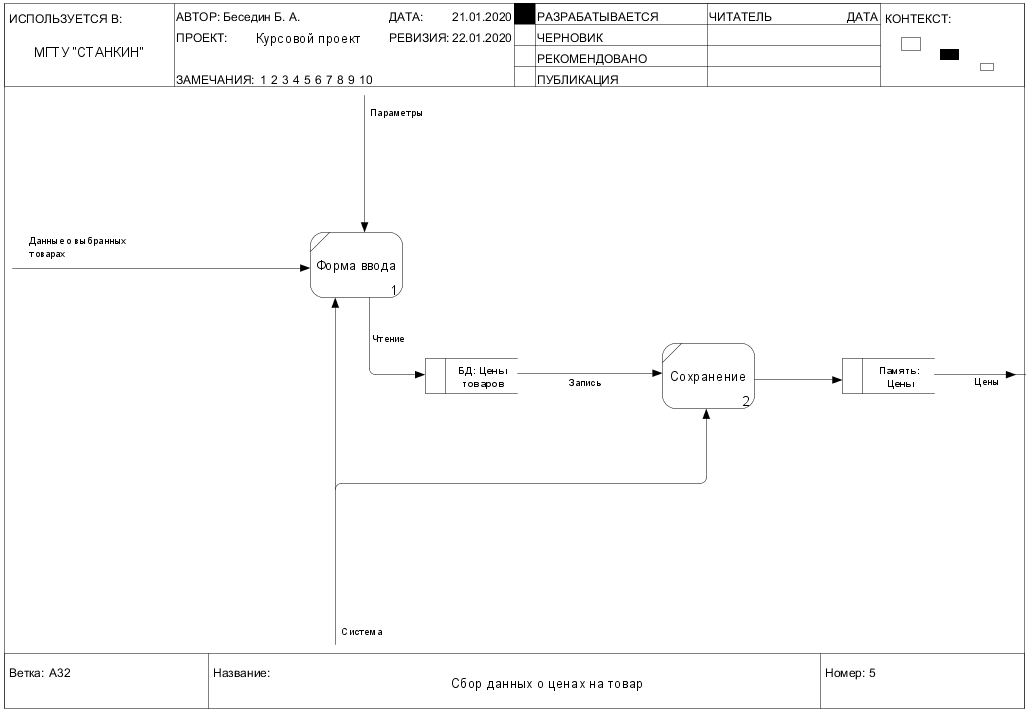 ИСПОЛЬЗУЕТСЯ В:
МГТУ "СТАНКИН"
АВТОР: Беседин Б. А.
ДАТА: 21.01.2020
ПРОЕКТ: Курсовой проект
РЕВИЗИЯ: 22.01.2020
ЗАМЕЧАНИЯ: 1 2 3 4 5 6 7 8 9 10
РАЗРАБАТЫВАЕТСЯ
ЧЕРНОВИК
РЕКОМЕНДОВАНО
ПУБЛИКАЦИЯ
ЧИТАТЕЛЬ ДАТА
КОНТЕКСТ:
Параметры
Данные о выбранных
товарах
Форма ввода
1
Чтение
БД: Цены
товаров
Запись
Сохранение
2
Память:
Цены
Цены
Система
Ветка: A32
Название:
Сбор данных о ценах на товар
Номер: 5